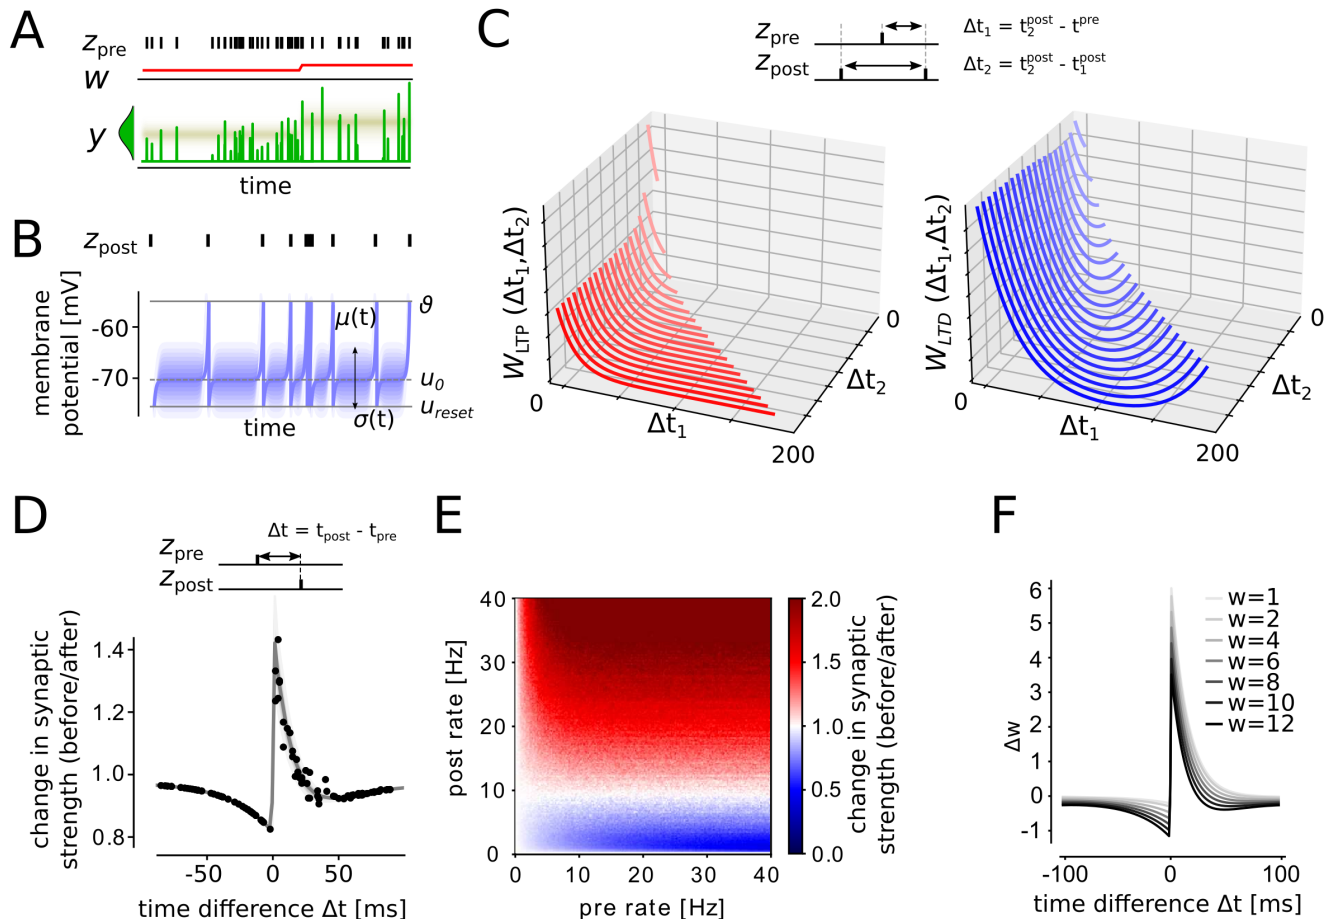 A
z_pre
w
y
time
B
z_post
membrane
potential [mV]
-60
-70
μ(t)
ϑ
u_0
u_reset
σ(t)
time
C
z_pre
z_post
Δt_1 = t_2^post - t^pre
Δt_2 = t_2^post - t_1^post
W_LTP (Δt_1,Δt_2)
0
Δt_1
200
Δt_2
0
W_LTD (Δt_1,Δt_2)
0
Δt_1
200
Δt_2
0
D
Δt = t_post - t_pre
z_pre
z_post
change in synaptic
strength (before/after)
1.4
1.2
1.0
0.8
-50
0
50
time difference Δt [ms]
E
post rate [Hz]
40
30
20
10
0
0
10
20
30
40
pre rate [Hz]
2.0
1.5
1.0
0.5
0.0
change in synaptic
strength (before/after)
F
Δw
6
5
4
3
2
1
0
-1
w=1
w=2
w=4
w=6
w=8
w=10
w=12
-100
0
100
time difference Δt [ms]